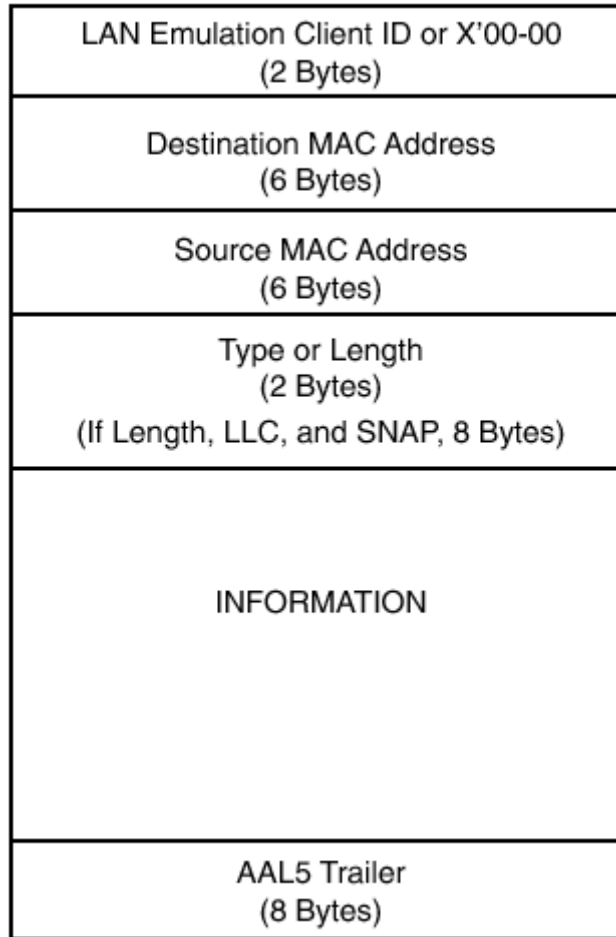 LAN Emulation Client ID or X'00-00
(2 Bytes)
Destination MAC Address
(6 Bytes)
Source MAC Address
(6 Bytes)
Type or Length
(2 Bytes)
(If Length, LLC, and SNAP, 8 Bytes)
INFORMATION
AAL5 Trailer
(8 Bytes)